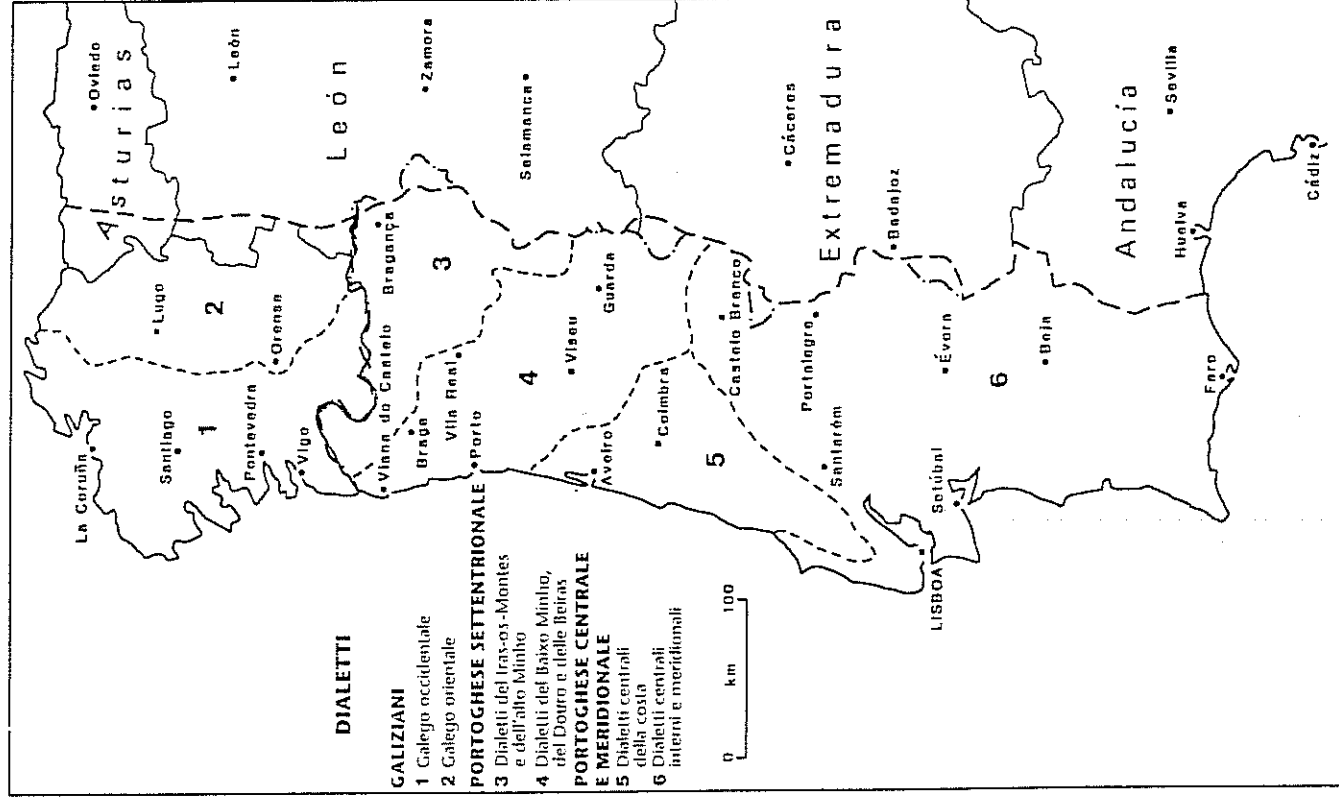 DIALETTI
GALIZIANI
1 Galego occidentale
2 Galego orientale
PORTOGHESE SETTENTRIONALE
3 Dialetti del Tras-os-Montes
e dell'alto Minho
4 Dialetti del Baixo Minho,
del Douro e delle Beiras
PORTOGHESE CENTRALE
E MERIDIONALE
5 Dialetti centrali
della costa
6 Dialetti centrali
interni e meridionali
0 km 100
Oviedo
Asturias
León
León
Zamora
Salamanca
Cáceres
Extremadura
Badajoz
Andalucía
Sevilla
Huelva
Cádiz
La Coruña
Santiago
Lugo
1
2
Pontevedra
Orense
Vigo
Viana do Castelo
Bragança
3
Braga
Vila Real
Porto
4
Viseu
Guarda
Aveiro
Coimbra
5
Castelo Branco
Portalegre
Santarém
LISBOA
Setúbal
Évora
6
Beja
Faro